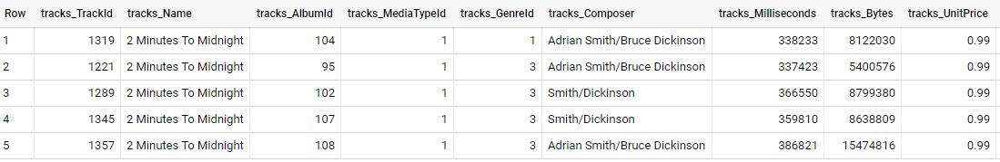 Row tracks_TrackId tracks_Name tracks_AlbumId tracks_MediaTypeId tracks_GenreId tracks_Composer tracks_Milliseconds tracks_Bytes tracks_UnitPrice
1 1319 2 Minutes To Midnight 104 1 1 Adrian Smith/Bruce Dickinson 338233 8122030 0.99
2 1221 2 Minutes To Midnight 95 1 3 Adrian Smith/Bruce Dickinson 337423 5400576 0.99
3 1289 2 Minutes To Midnight 102 1 3 Smith/Dickinson 366550 8799380 0.99
4 1345 2 Minutes To Midnight 107 1 3 Smith/Dickinson 359810 8638809 0.99
5 1357 2 Minutes To Midnight 108 1 3 Adrian Smith/Bruce Dickinson 386821 15474816 0.99